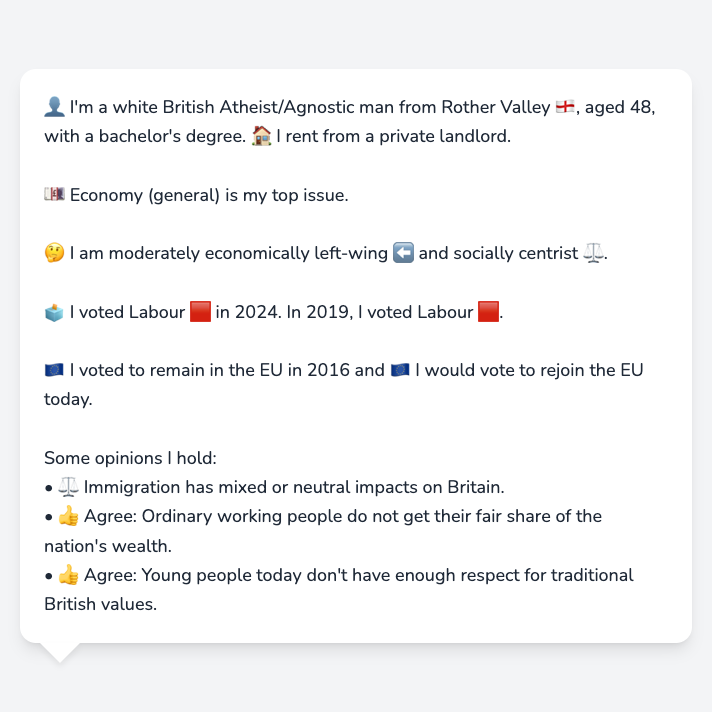 👤 I'm a white British Atheist/Agnostic man from Rother Valley 🏴󠁧󠁢󠁥󠁮󠁧󠁿, aged 48,
with a bachelor's degree. 🏠 I rent from a private landlord.
💷 Economy (general) is my top issue.
🤔 I am moderately economically left-wing ⬅️ and socially centrist ⚖️.
🗳️ I voted Labour 🟥 in 2024. In 2019, I voted Labour 🟥.
🇪🇺 I voted to remain in the EU in 2016 and 🇪🇺 I would vote to rejoin the EU
today.
Some opinions I hold:
• ⚖️ Immigration has mixed or neutral impacts on Britain.
• 👍 Agree: Ordinary working people do not get their fair share of the
nation's wealth.
• 👍 Agree: Young people today don't have enough respect for traditional
British values.